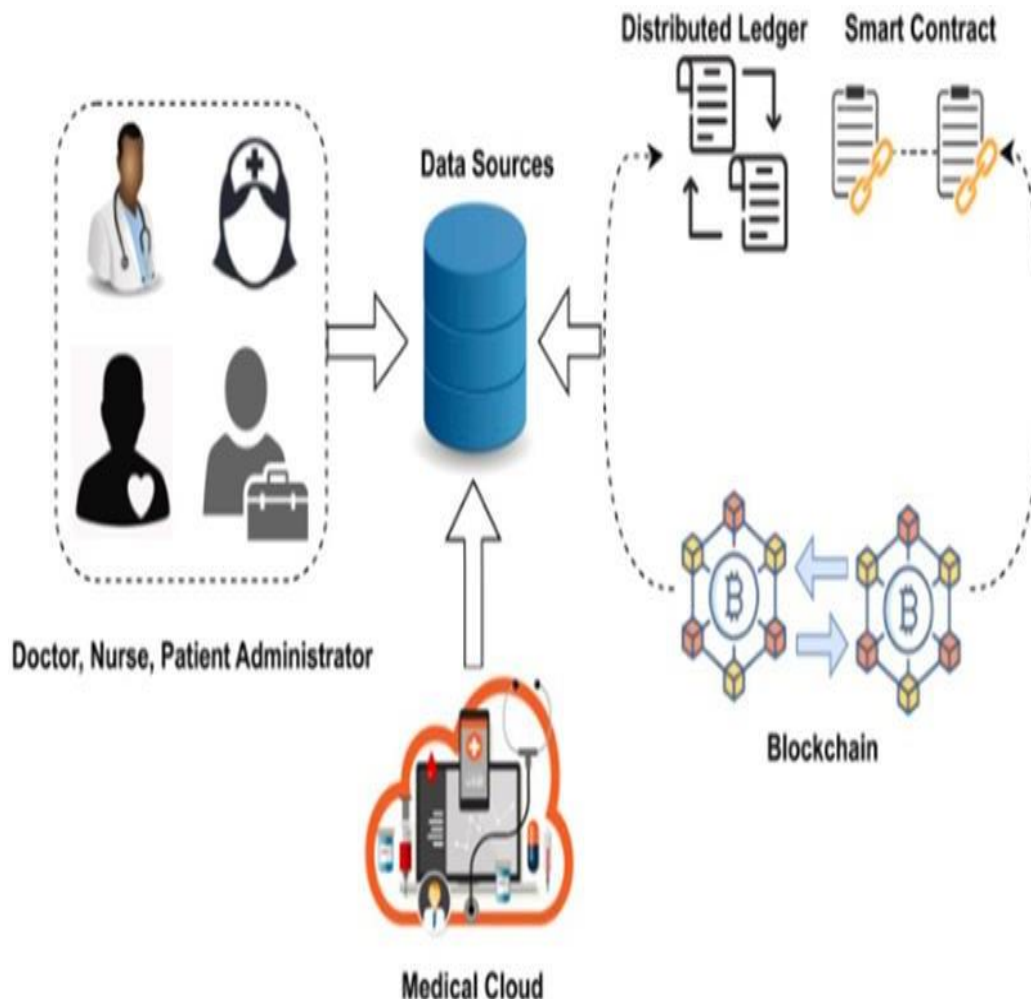 Distributed Ledger
Smart Contract
Data Sources
Doctor, Nurse, Patient Administrator
Blockchain
Medical Cloud